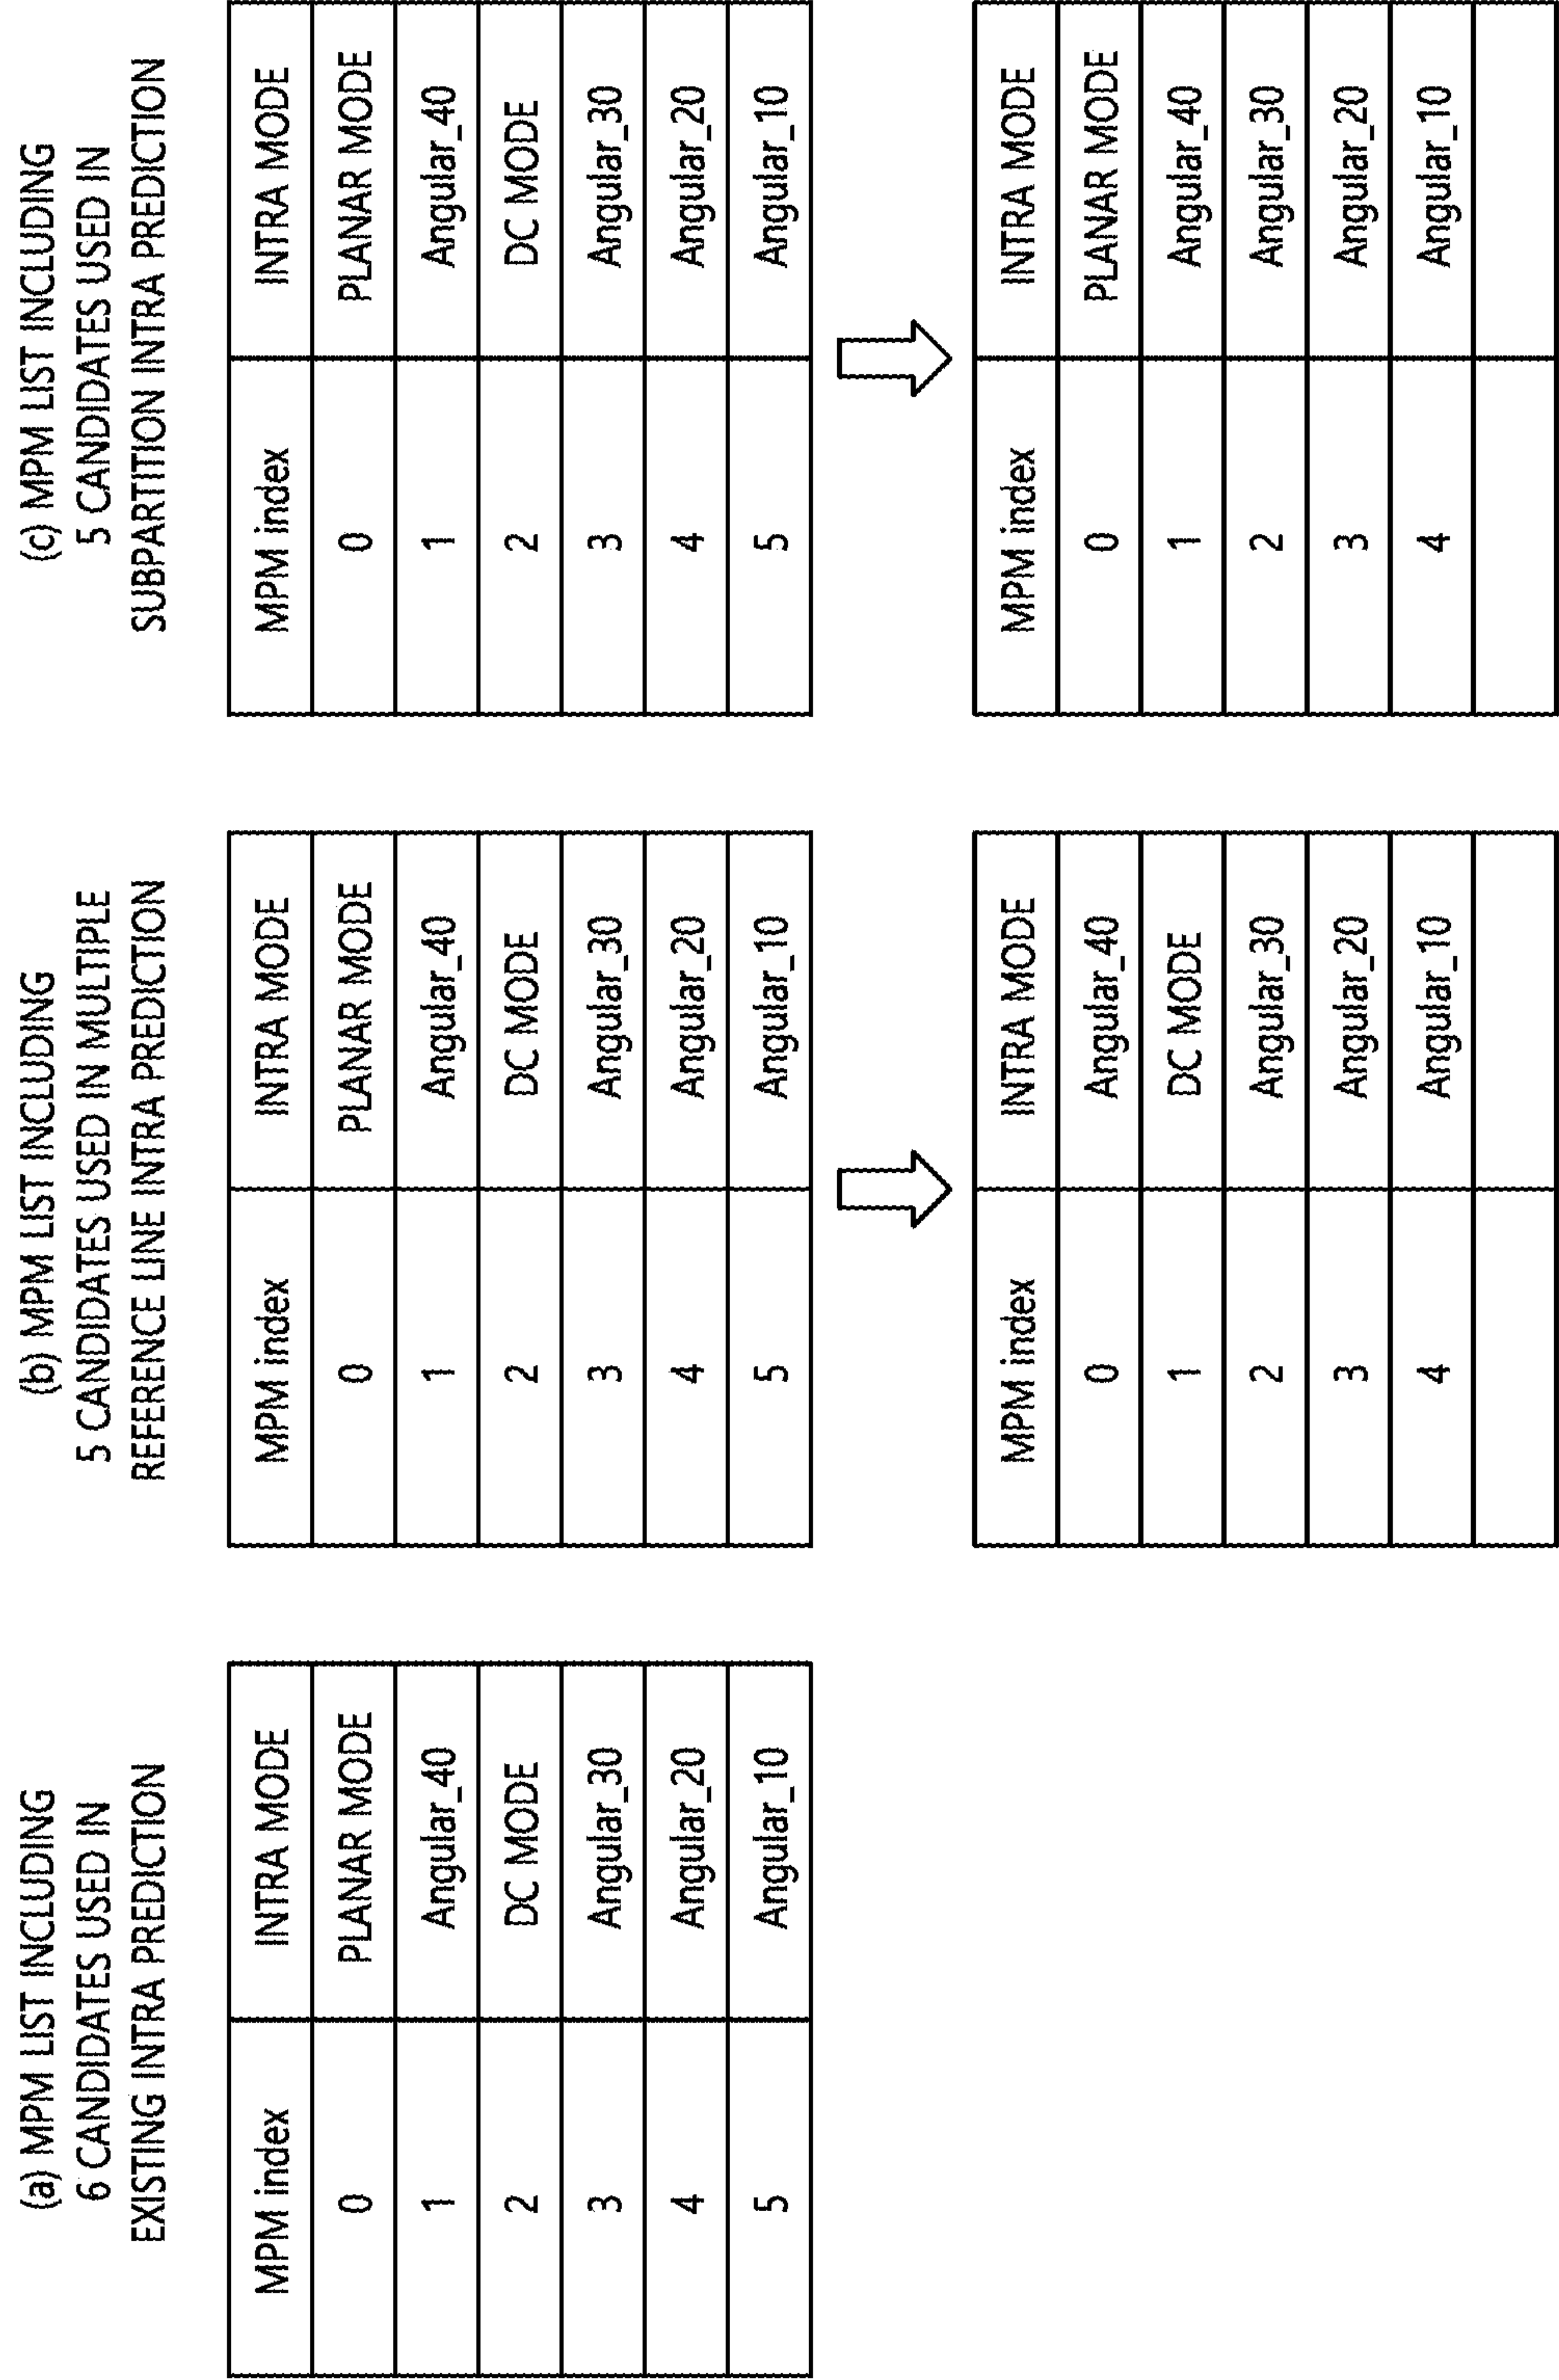 (a) MPM LIST INCLUDING
6 CANDIDATES USED IN
EXISTING INTRA PREDICTION
MPM index INTRA MODE
0 PLANAR MODE
1 Angular_40
2 DC MODE
3 Angular_30
4 Angular_20
5 Angular_10
(b) MPM LIST INCLUDING
5 CANDIDATES USED IN MULTIPLE
REFERENCE LINE INTRA PREDICTION
MPM index INTRA MODE
0 PLANAR MODE
1 Angular_40
2 DC MODE
3 Angular_30
4 Angular_20
5 Angular_10
MPM index INTRA MODE
0 Angular_40
1 DC MODE
2 Angular_30
3 Angular_20
4 Angular_10
(c) MPM LIST INCLUDING
5 CANDIDATES USED IN
SUBPARTITION INTRA PREDICTION
MPM index INTRA MODE
0 PLANAR MODE
1 Angular_40
2 DC MODE
3 Angular_30
4 Angular_20
5 Angular_10
MPM index INTRA MODE
0 PLANAR MODE
1 Angular_40
2 Angular_30
3 Angular_20
4 Angular_10